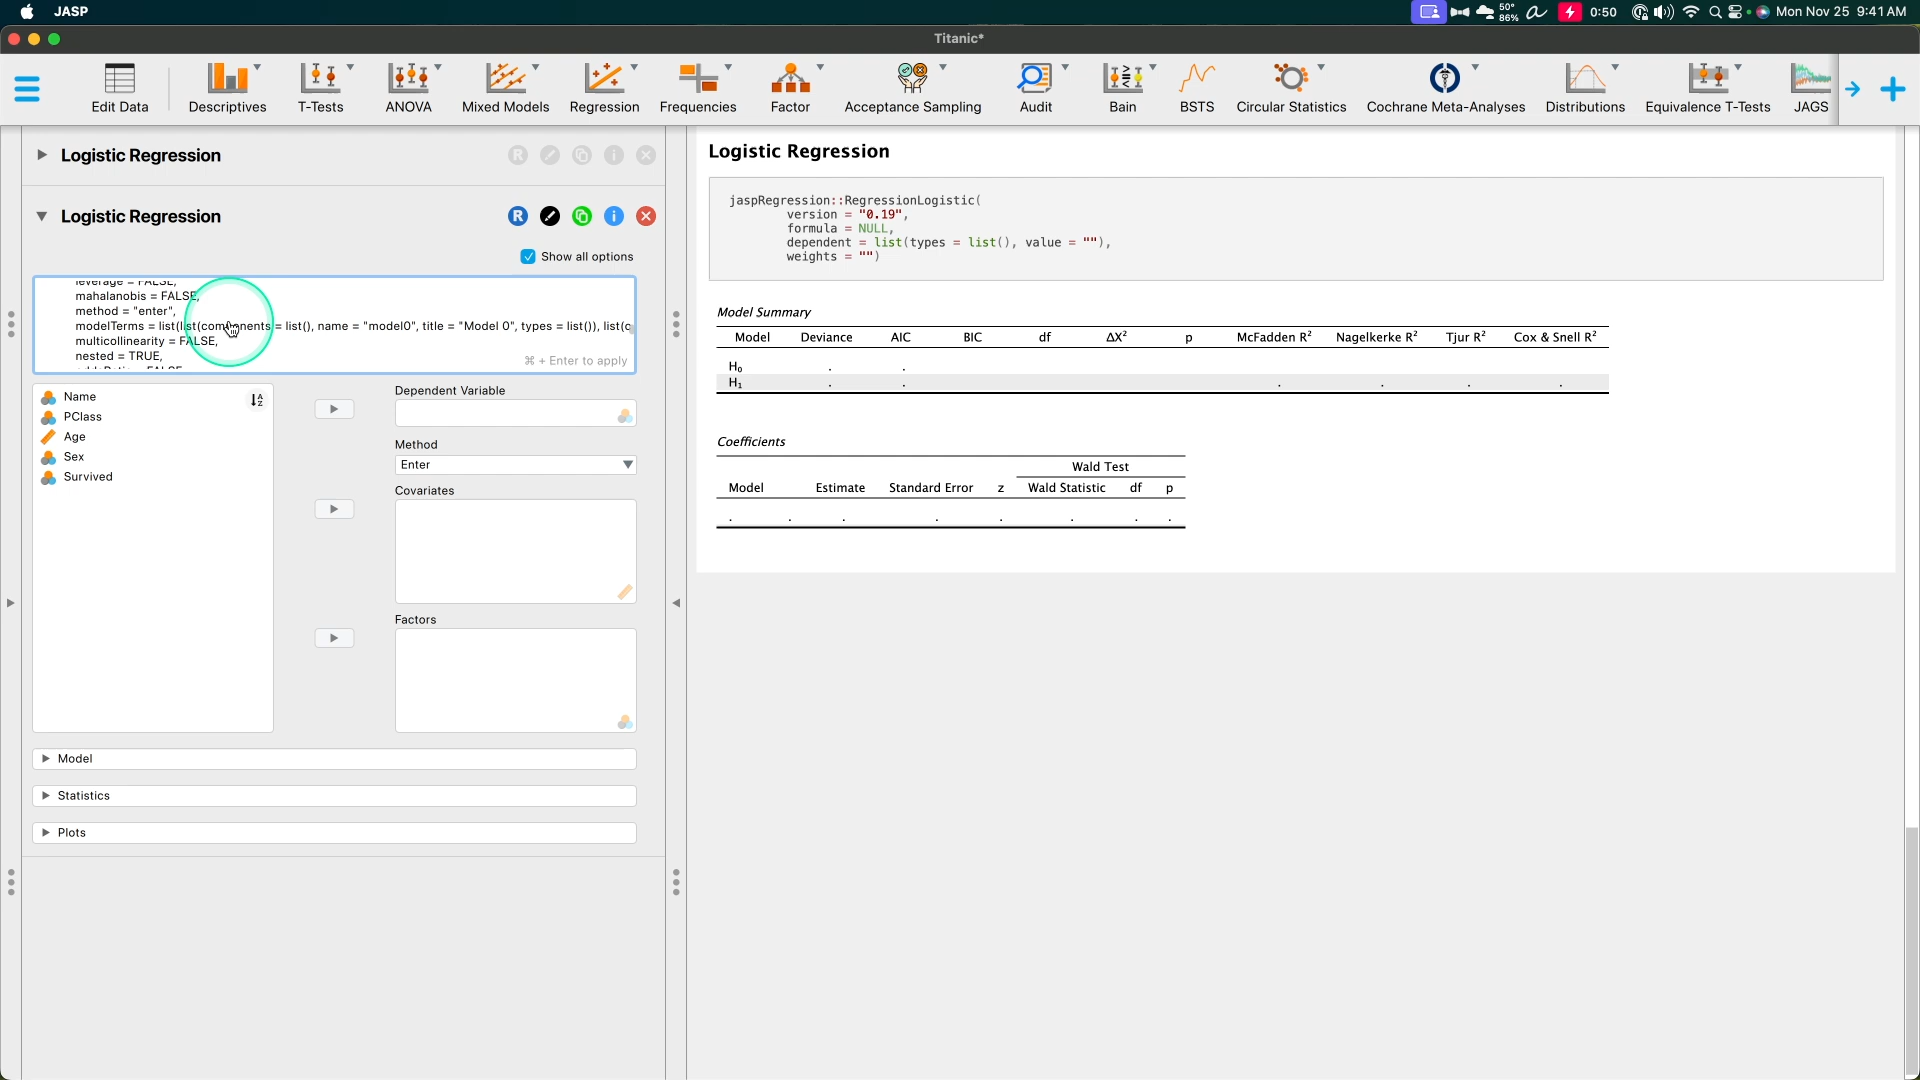 JASP
50°
86%
0:50
Mon Nov 25 9:41 AM
Titanic*
Edit Data
Descriptives
T-Tests
ANOVA
Mixed Models
Regression
Frequencies
Factor
Acceptance Sampling
Audit
Bain
BSTS
Circular Statistics
Cochrane Meta-Analyses
Distributions
Equivalence T-Tests
JAGS
Logistic Regression
Logistic Regression
R
Show all options
leverage = FALSE,
mahalanobis = FALSE,
method = "enter",
modelTerms = list(list(components = list(), name = "model0", title = "Model 0", types = list()), list(c
multicollinearity = FALSE,
nested = TRUE,
⌘ + Enter to apply
Name
PClass
Age
Sex
Survived
Dependent Variable
Method
Enter
Covariates
Factors
Model
Statistics
Plots
Logistic Regression
jaspRegression::RegressionLogistic(
version = "0.19",
formula = NULL,
dependent = list(types = list(), value = ""),
weights = "")
Model Summary
Model Deviance AIC BIC df ΔX² p McFadden R² Nagelkerke R² Tjur R² Cox & Snell R²
H₀ . .
H₁ . . . . . .
Coefficients
Wald Test
Model Estimate Standard Error z Wald Statistic df p
. . . . . . . .